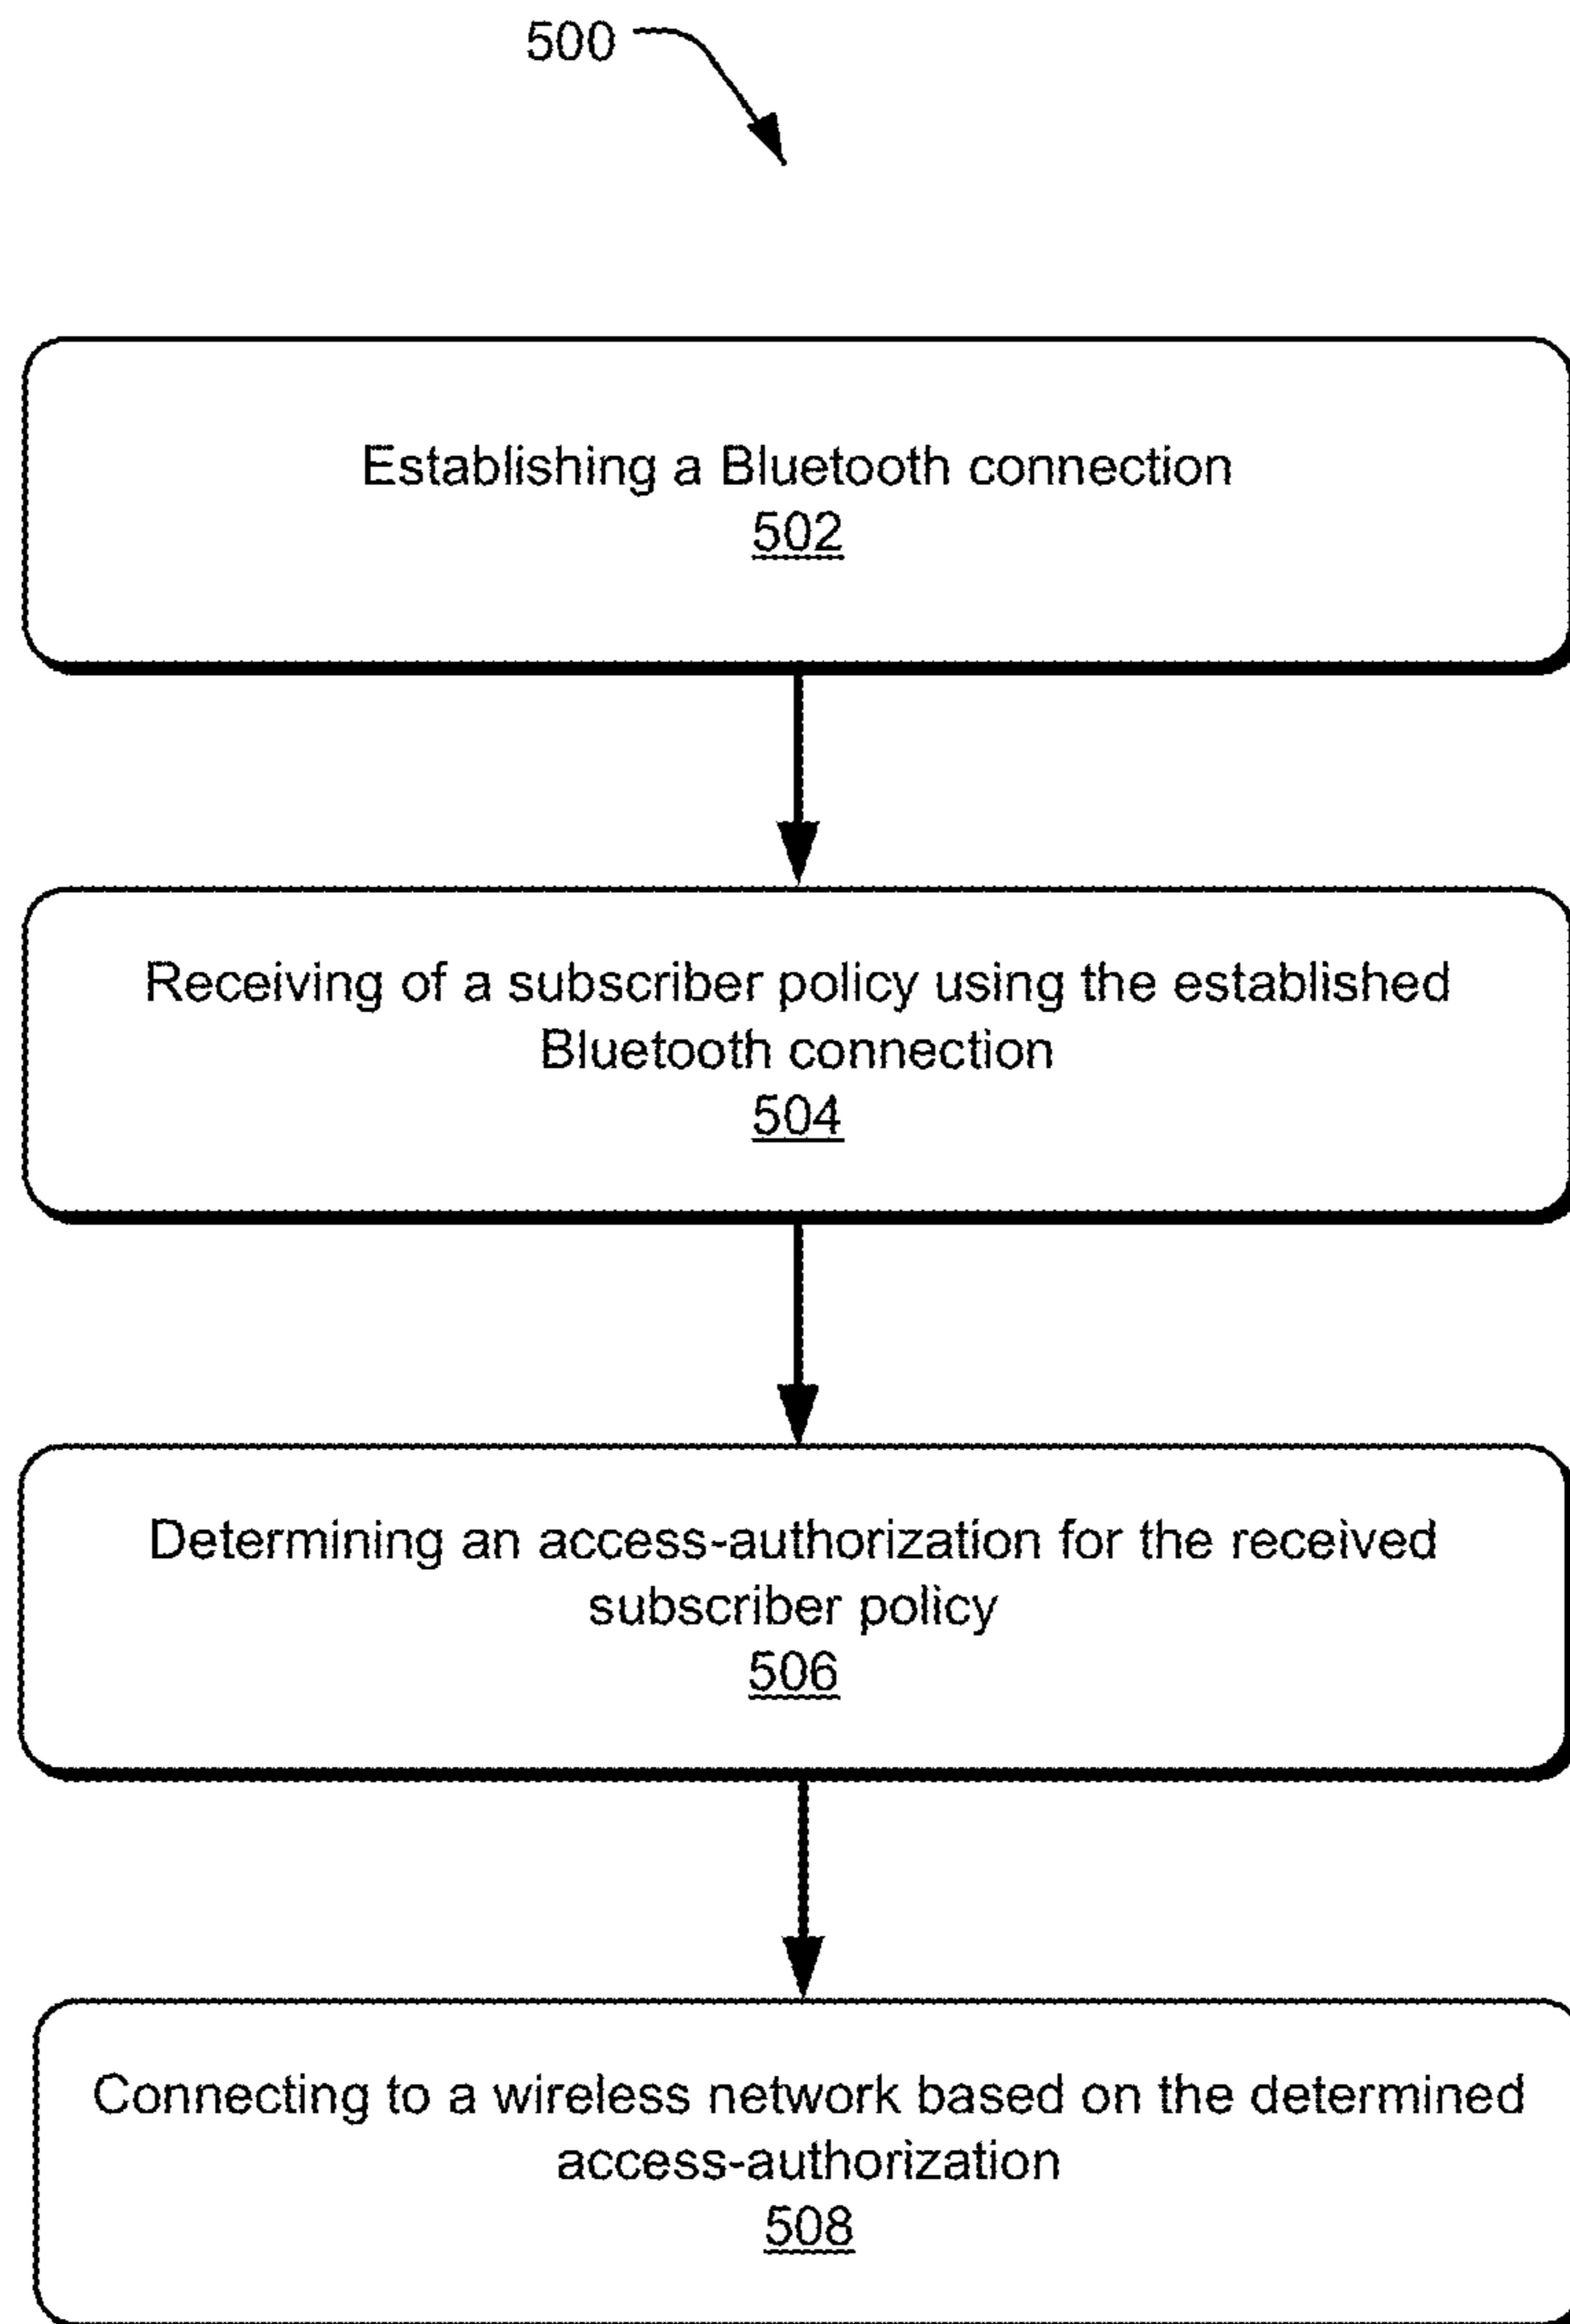 500
Establishing a Bluetooth connection
502
Receiving of a subscriber policy using the established
Bluetooth connection
504
Determining an access-authorization for the received
subscriber policy
506
Connecting to a wireless network based on the determined
access-authorization
508